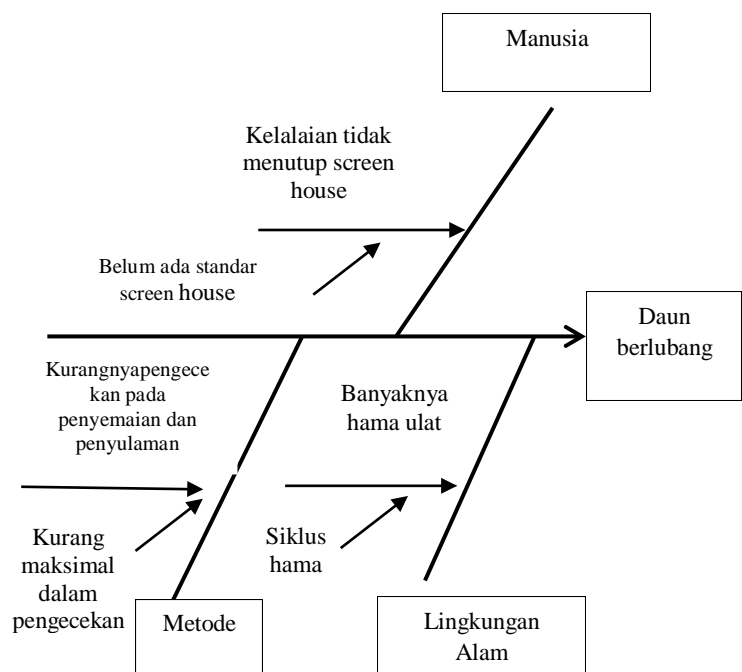 Manusia
Kelalaian tidak
menutup screen
house
Belum ada standar
screen house
Daun
berlubang
Kurangnyapengece
kan pada
penyemaian dan
penyulaman
Banyaknya
hama ulat
Kurang
maksimal
dalam
pengecekan
Siklus
hama
Metode
Lingkungan
Alam